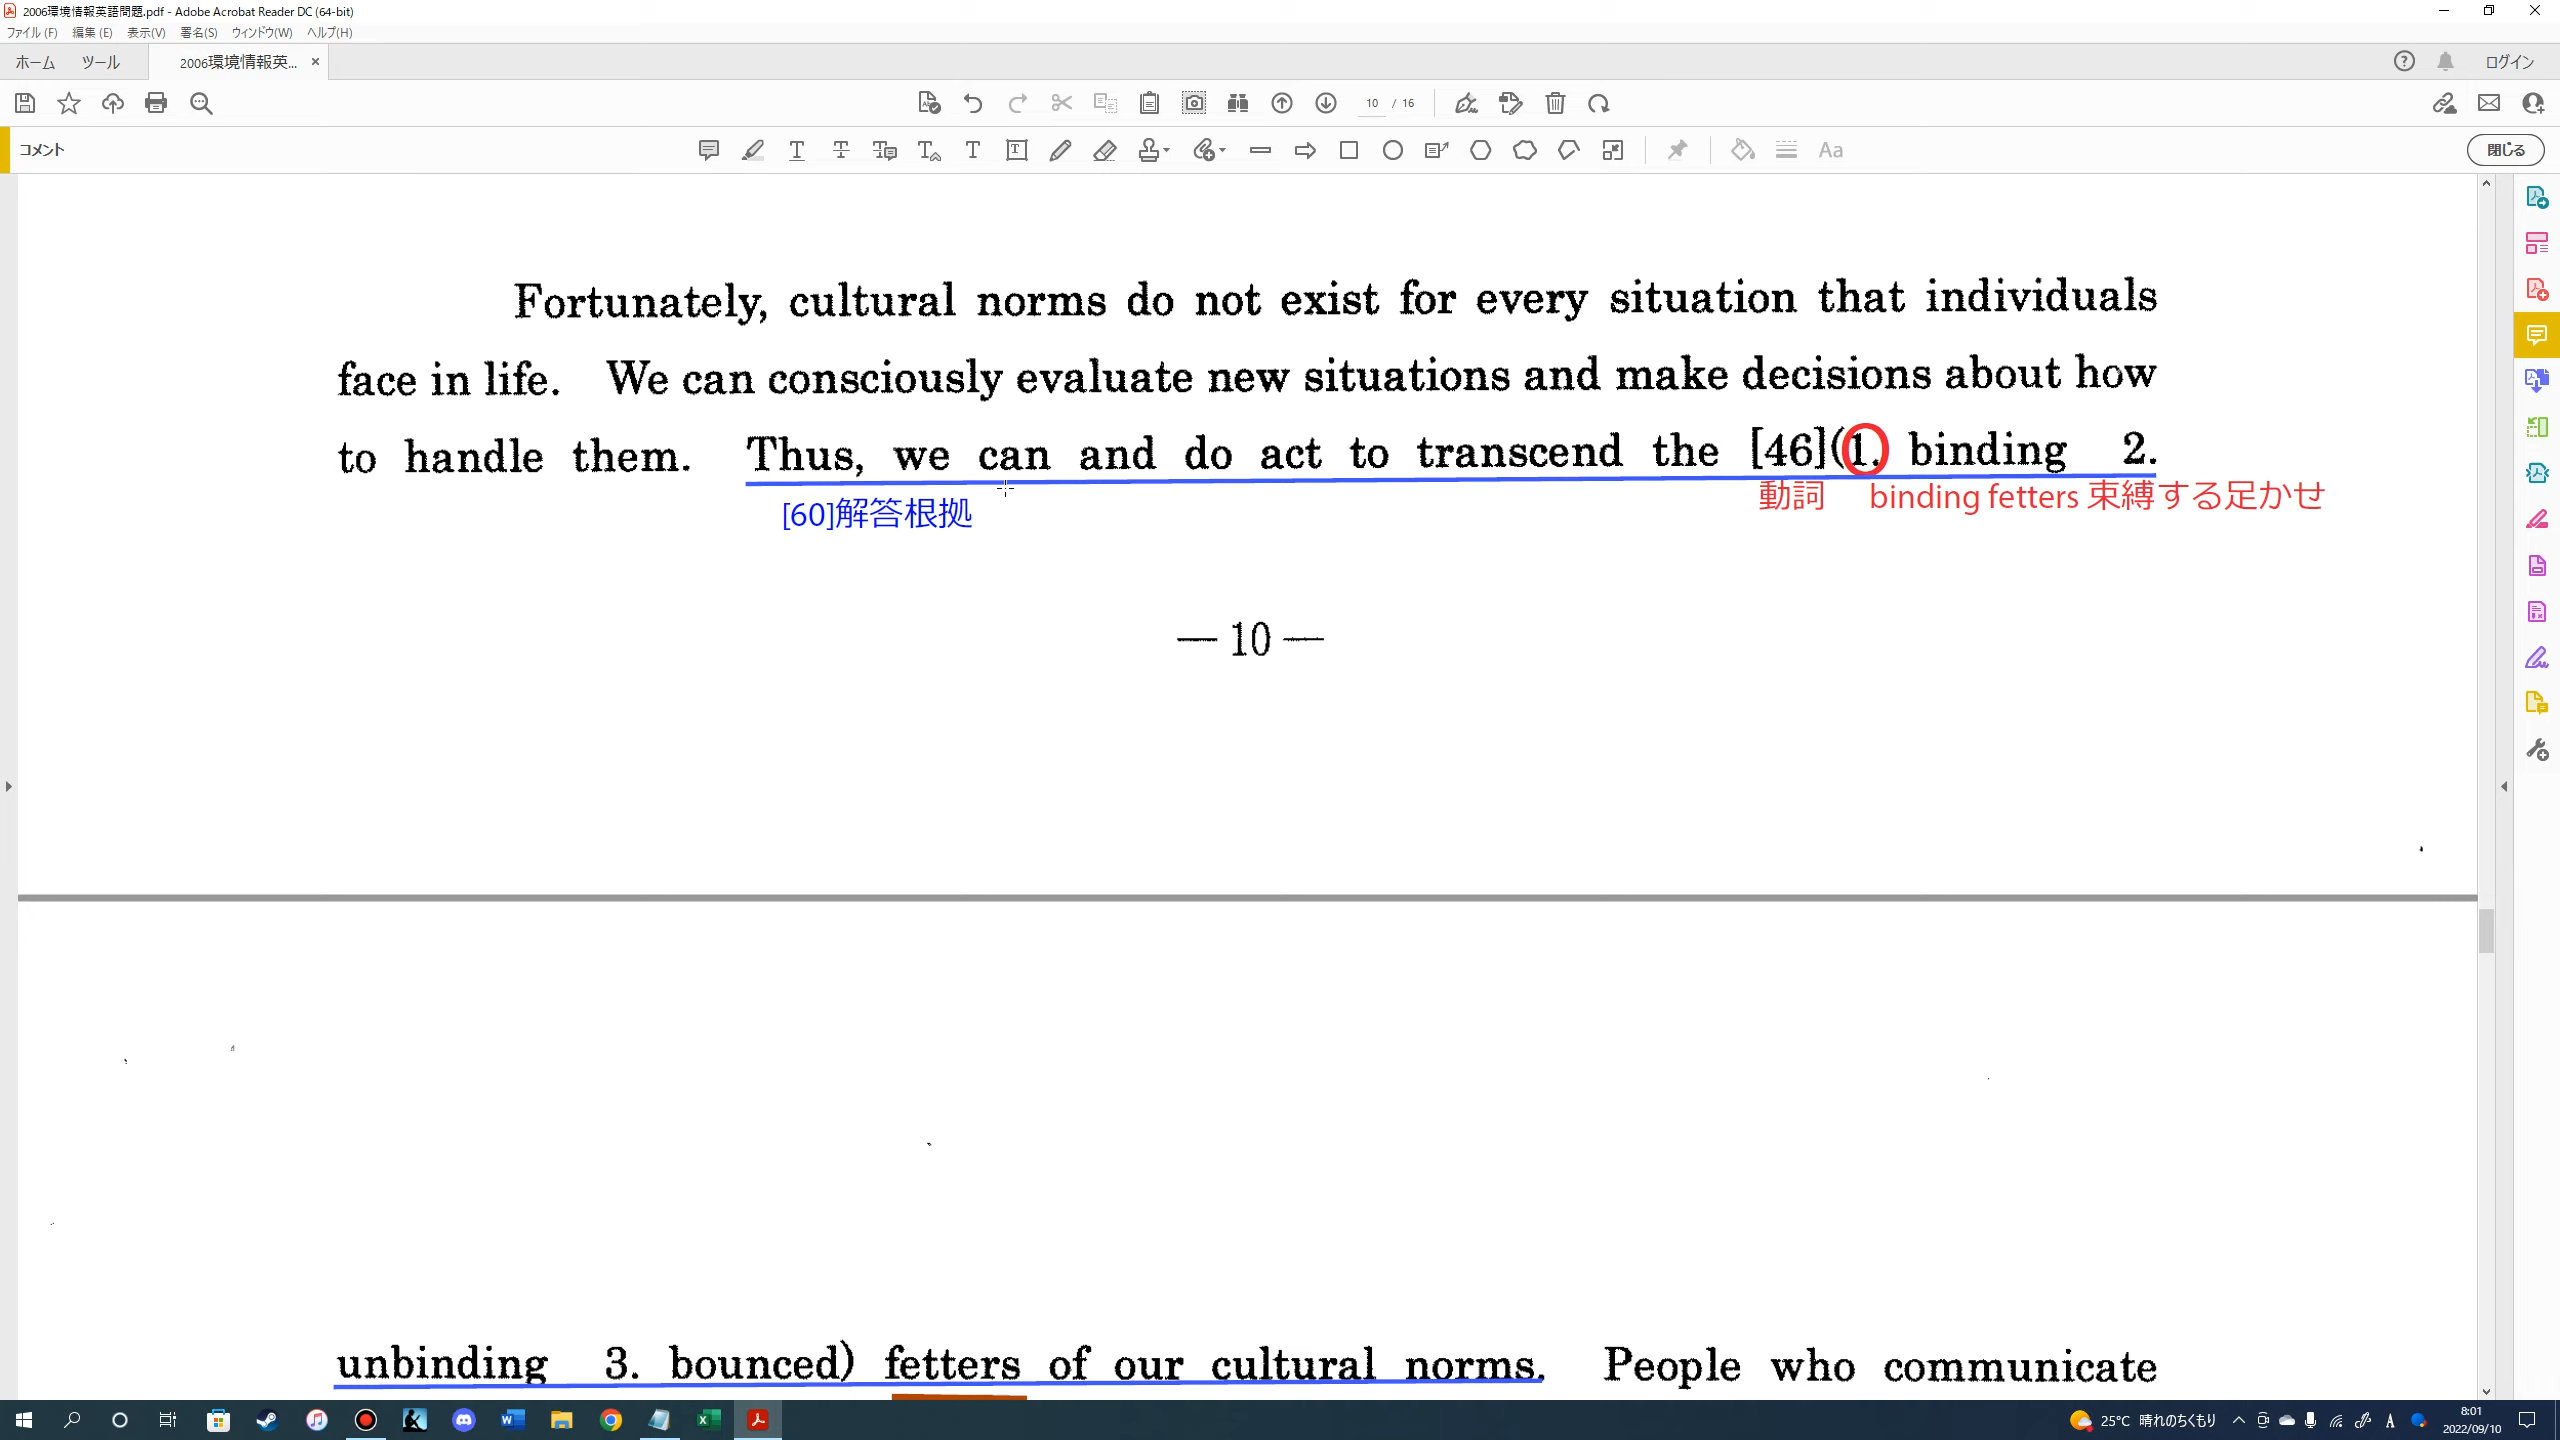 2006環境情報英語問題.pdf - Adobe Acrobat Reader DC (64-bit)
ファイル(F) 編集(E) 表示(V) 署名(S) ウィンドウ(W) ヘルプ(H)
ホーム ツール 2006環境情報英... × ログイン
10 / 16
コメント Aa 閉じる
Fortunately, cultural norms do not exist for every situation that individuals
face in life. We can consciously evaluate new situations and make decisions about how
to handle them. Thus, we can and do act to transcend the [46](1. binding 2.
[60]解答根拠 動詞 binding fetters 束縛する足かせ
— 10 —
unbinding 3. bounced) fetters of our cultural norms. People who communicate
25°C 晴れのちくもり A 8:01
2022/09/10